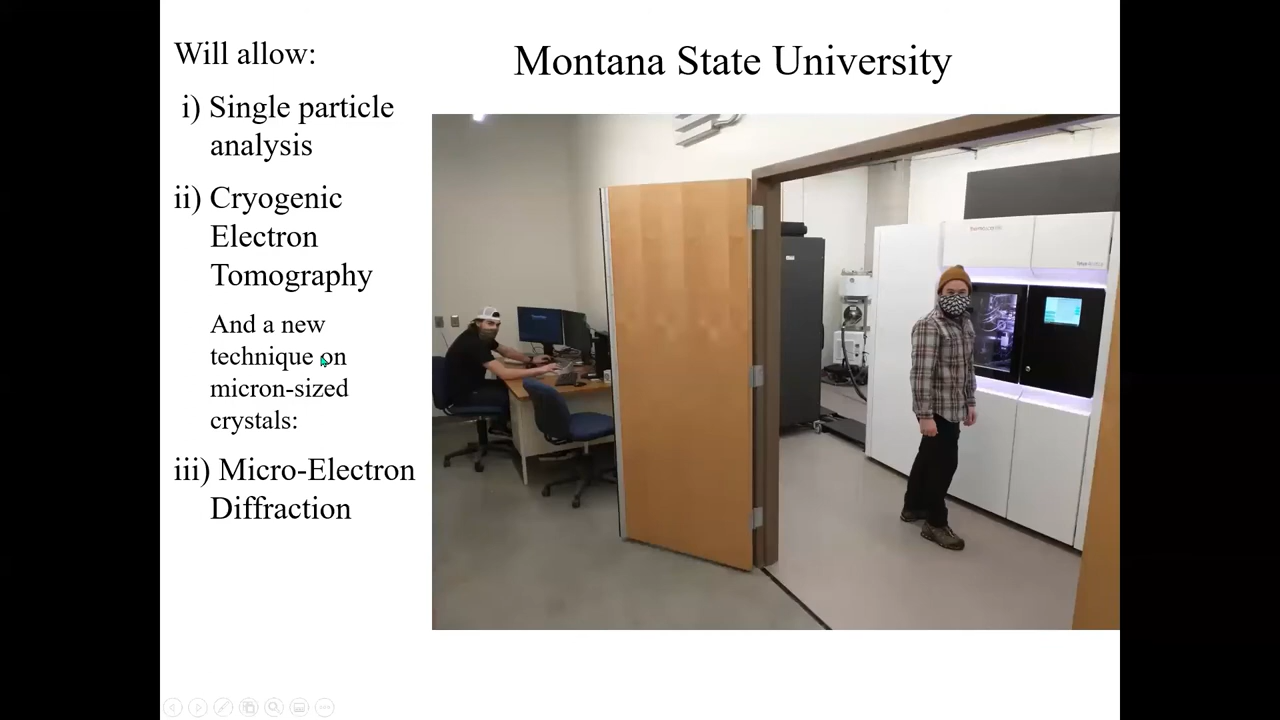 Montana State University
Will allow:
i) Single particle
analysis
ii) Cryogenic
Electron
Tomography
And a new
technique on
micron-sized
crystals:
iii) Micro-Electron
Diffraction